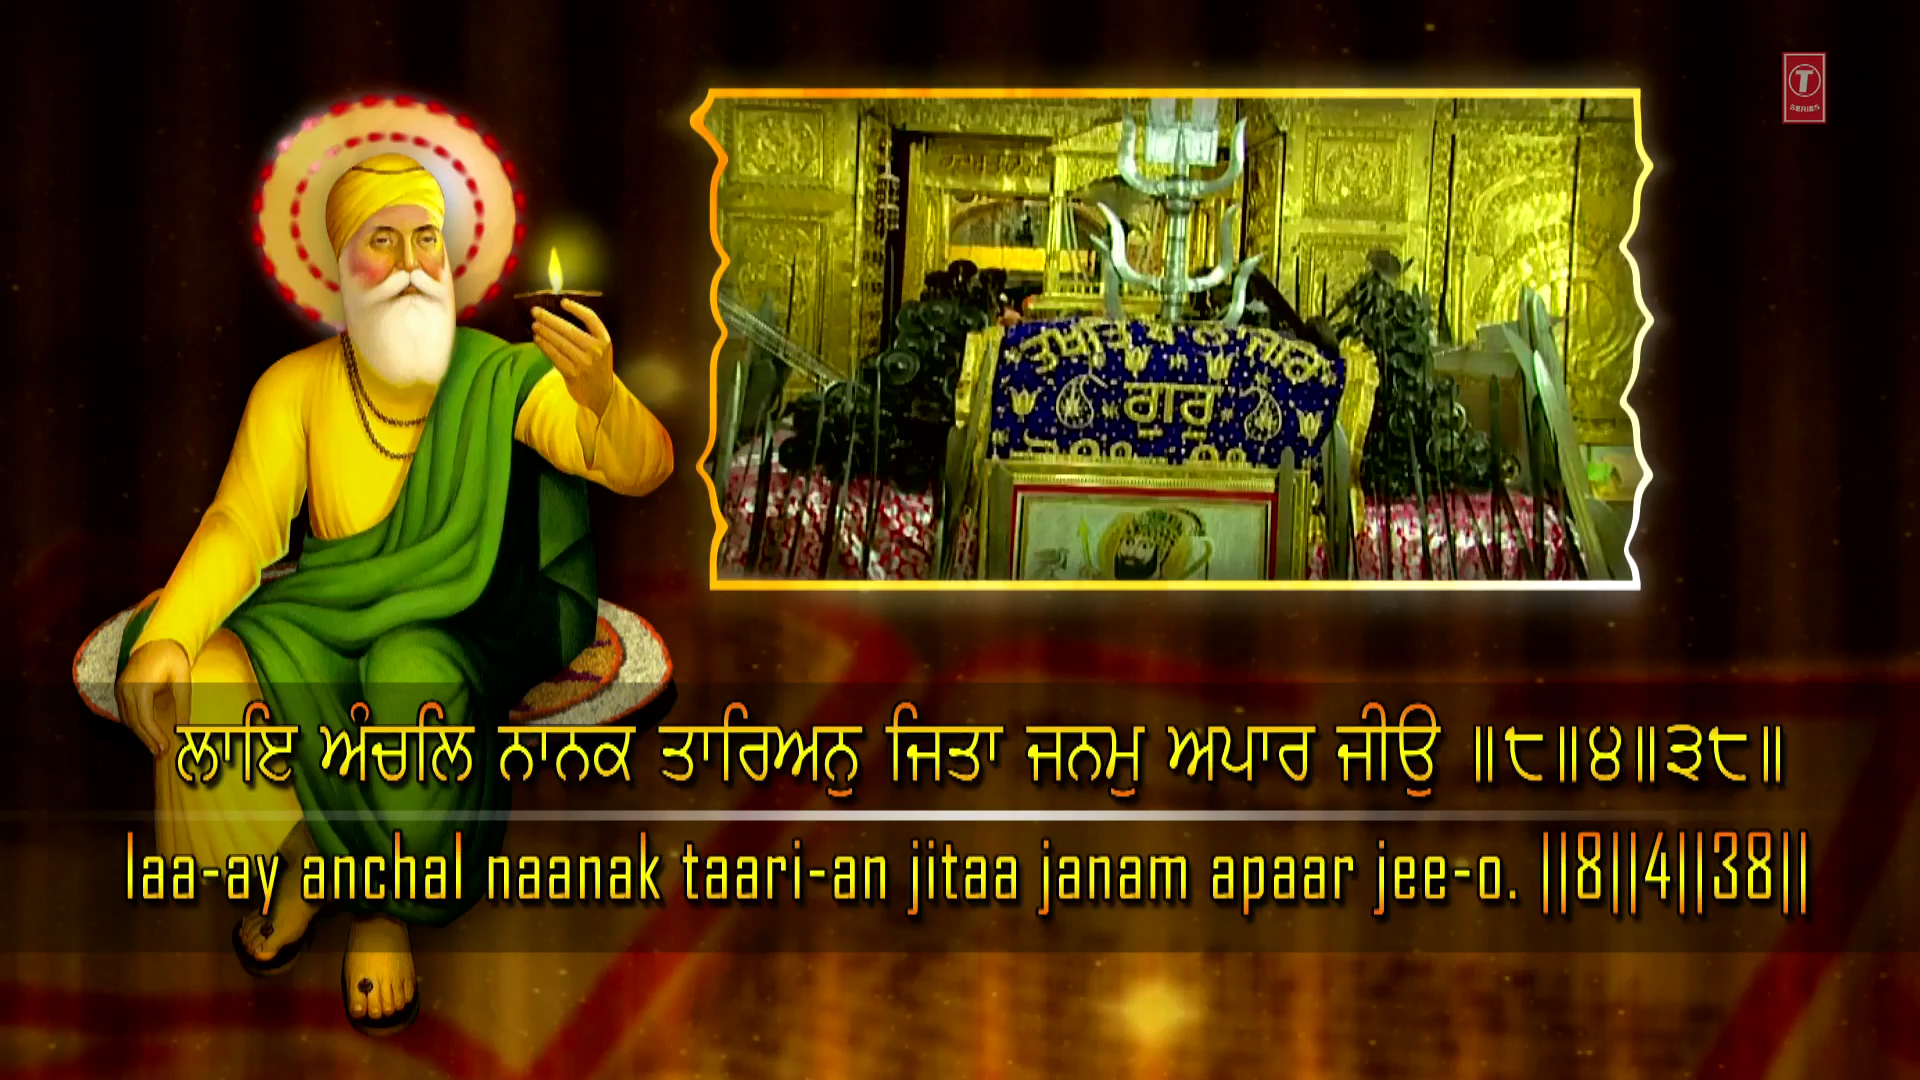 T
SERIES
ਗੁਰੂ
ਲਾਇ ਅੰਚਲਿ ਨਾਨਕ ਤਾਰਿਅਨੁ ਜਿਤਾ ਜਨਮੁ ਅਪਾਰ ਜੀਉ ॥੮॥੪॥੩੮॥
laa-ay anchal naanak taari-an jitaa janam apaar jee-o. ||8||4||38||